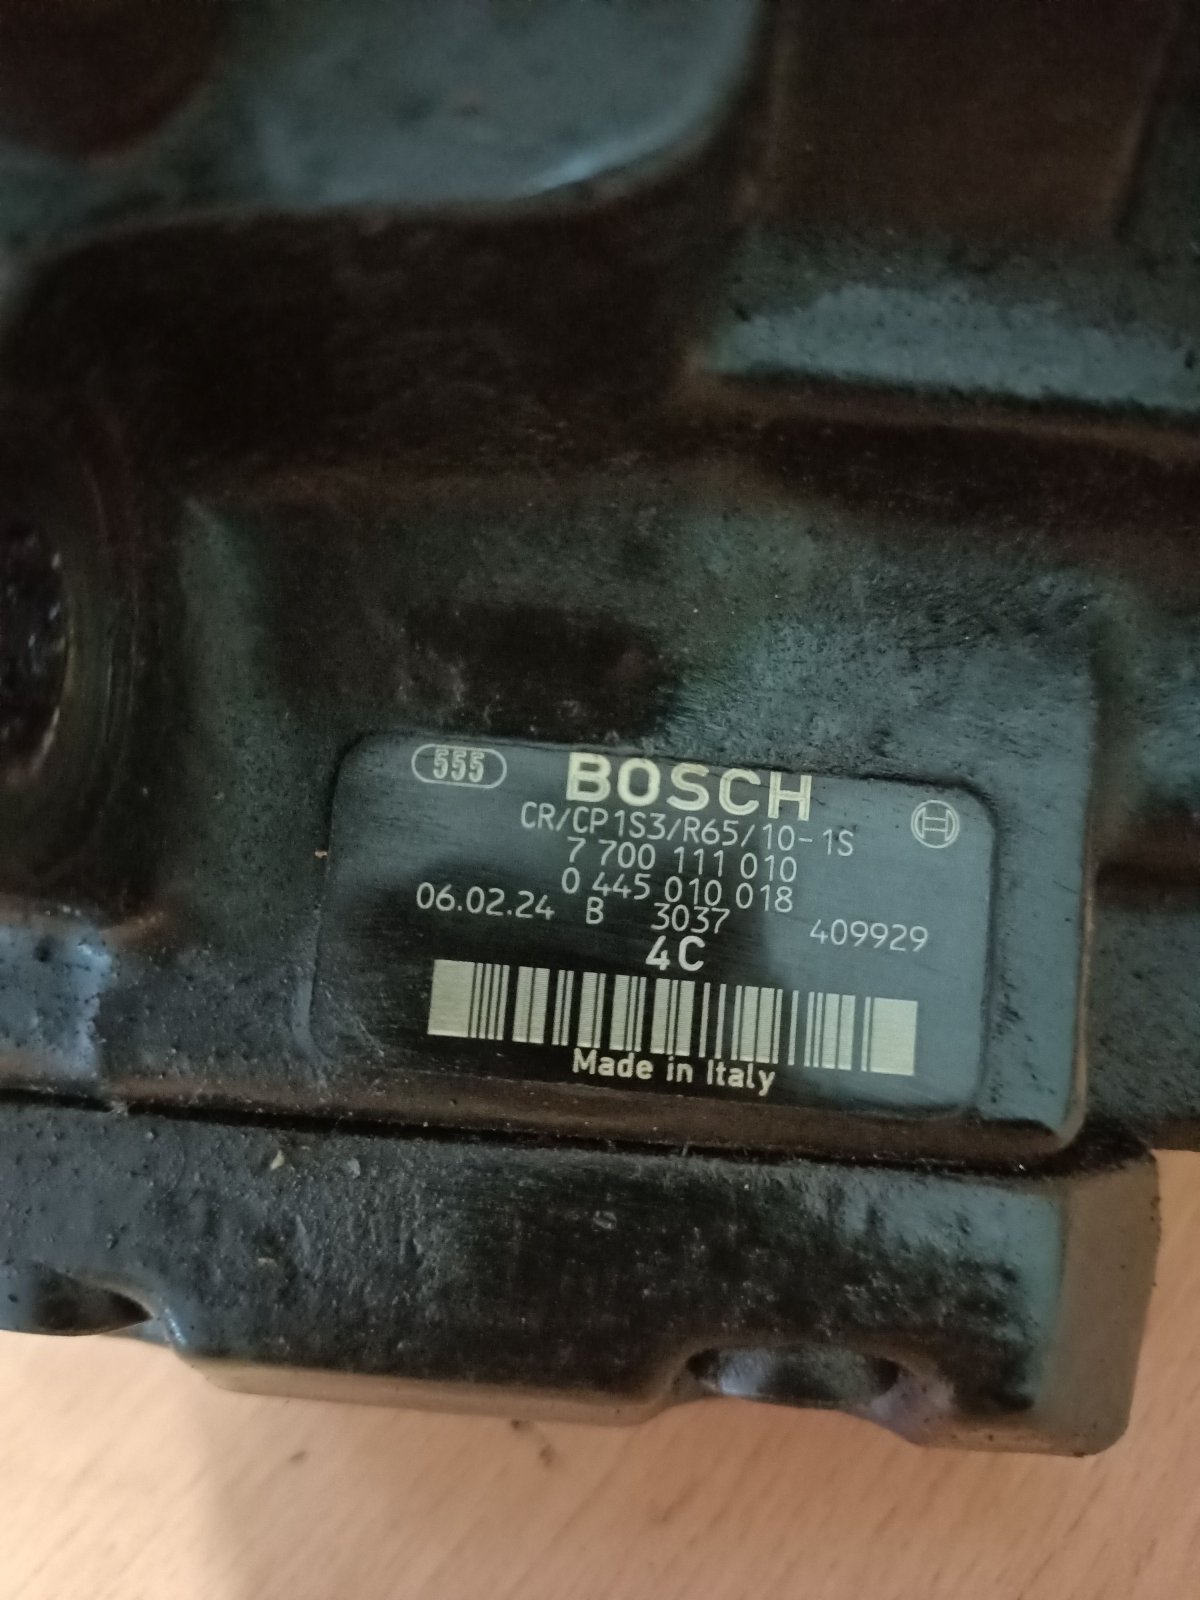 555 BOSCH
CR/CP1S3/R65/10-1S
7 700 111 010
0 445 010 018
06.02.24 B 3037 409929
4C
Made in Italy